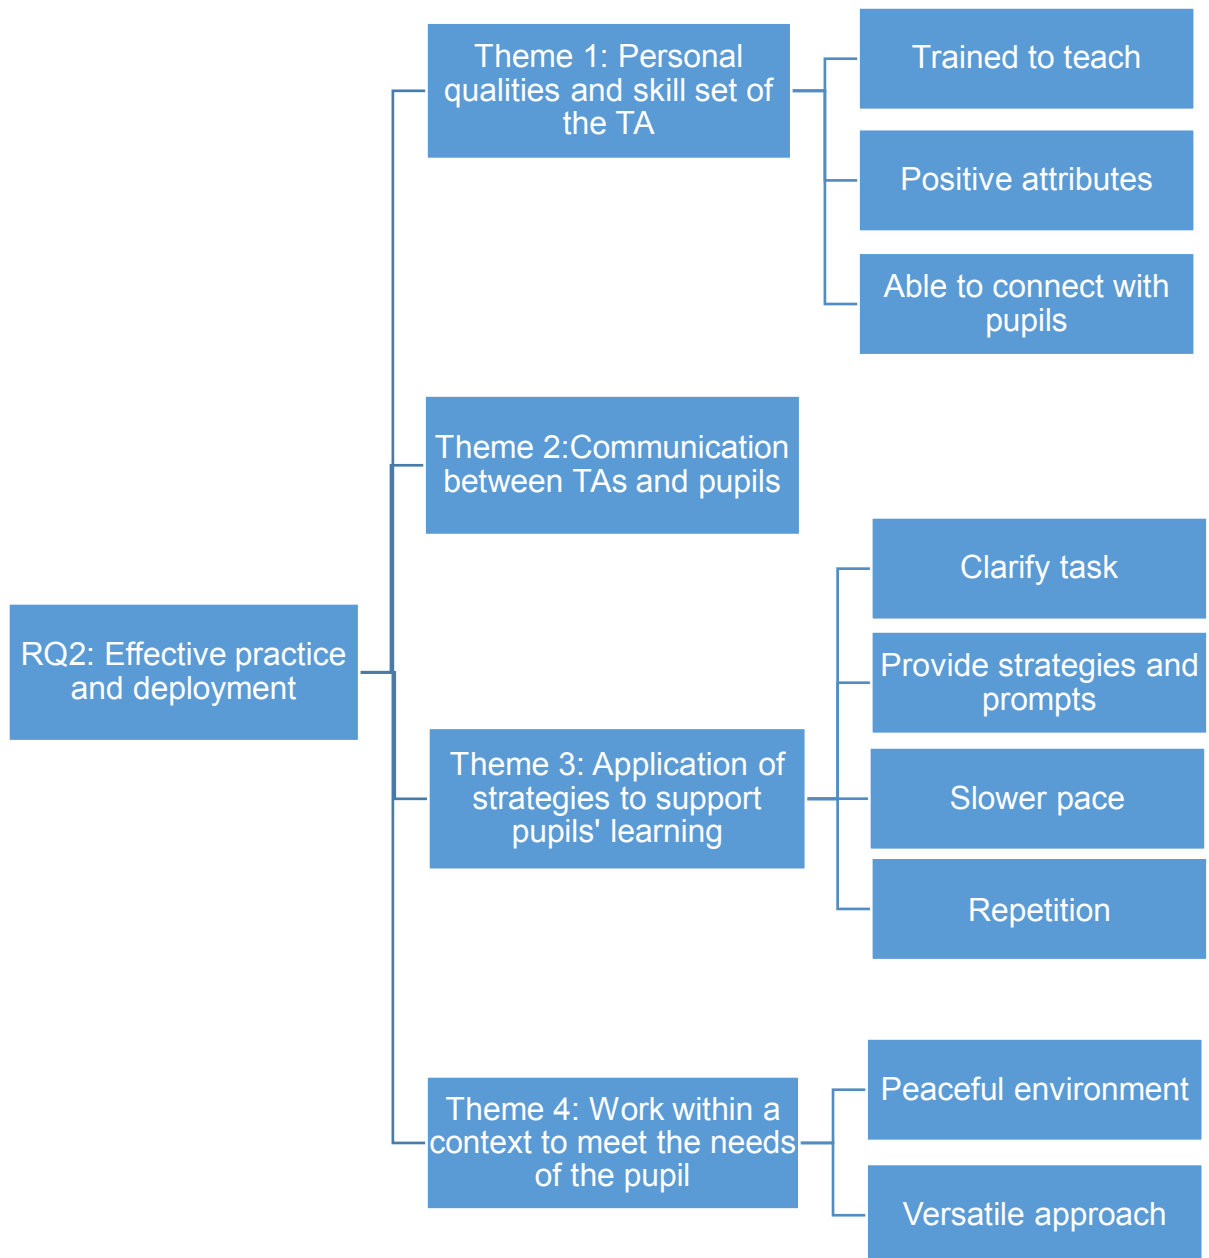 RQ2: Effective practice
and deployment
Theme 1: Personal
qualities and skill set of
the TA
Trained to teach
Positive attributes
Able to connect with
pupils
Theme 2:Communication
between TAs and pupils
Theme 3: Application of
strategies to support
pupils' learning
Clarify task
Provide strategies and
prompts
Slower pace
Repetition
Theme 4: Work within a
context to meet the needs
of the pupil
Peaceful environment
Versatile approach